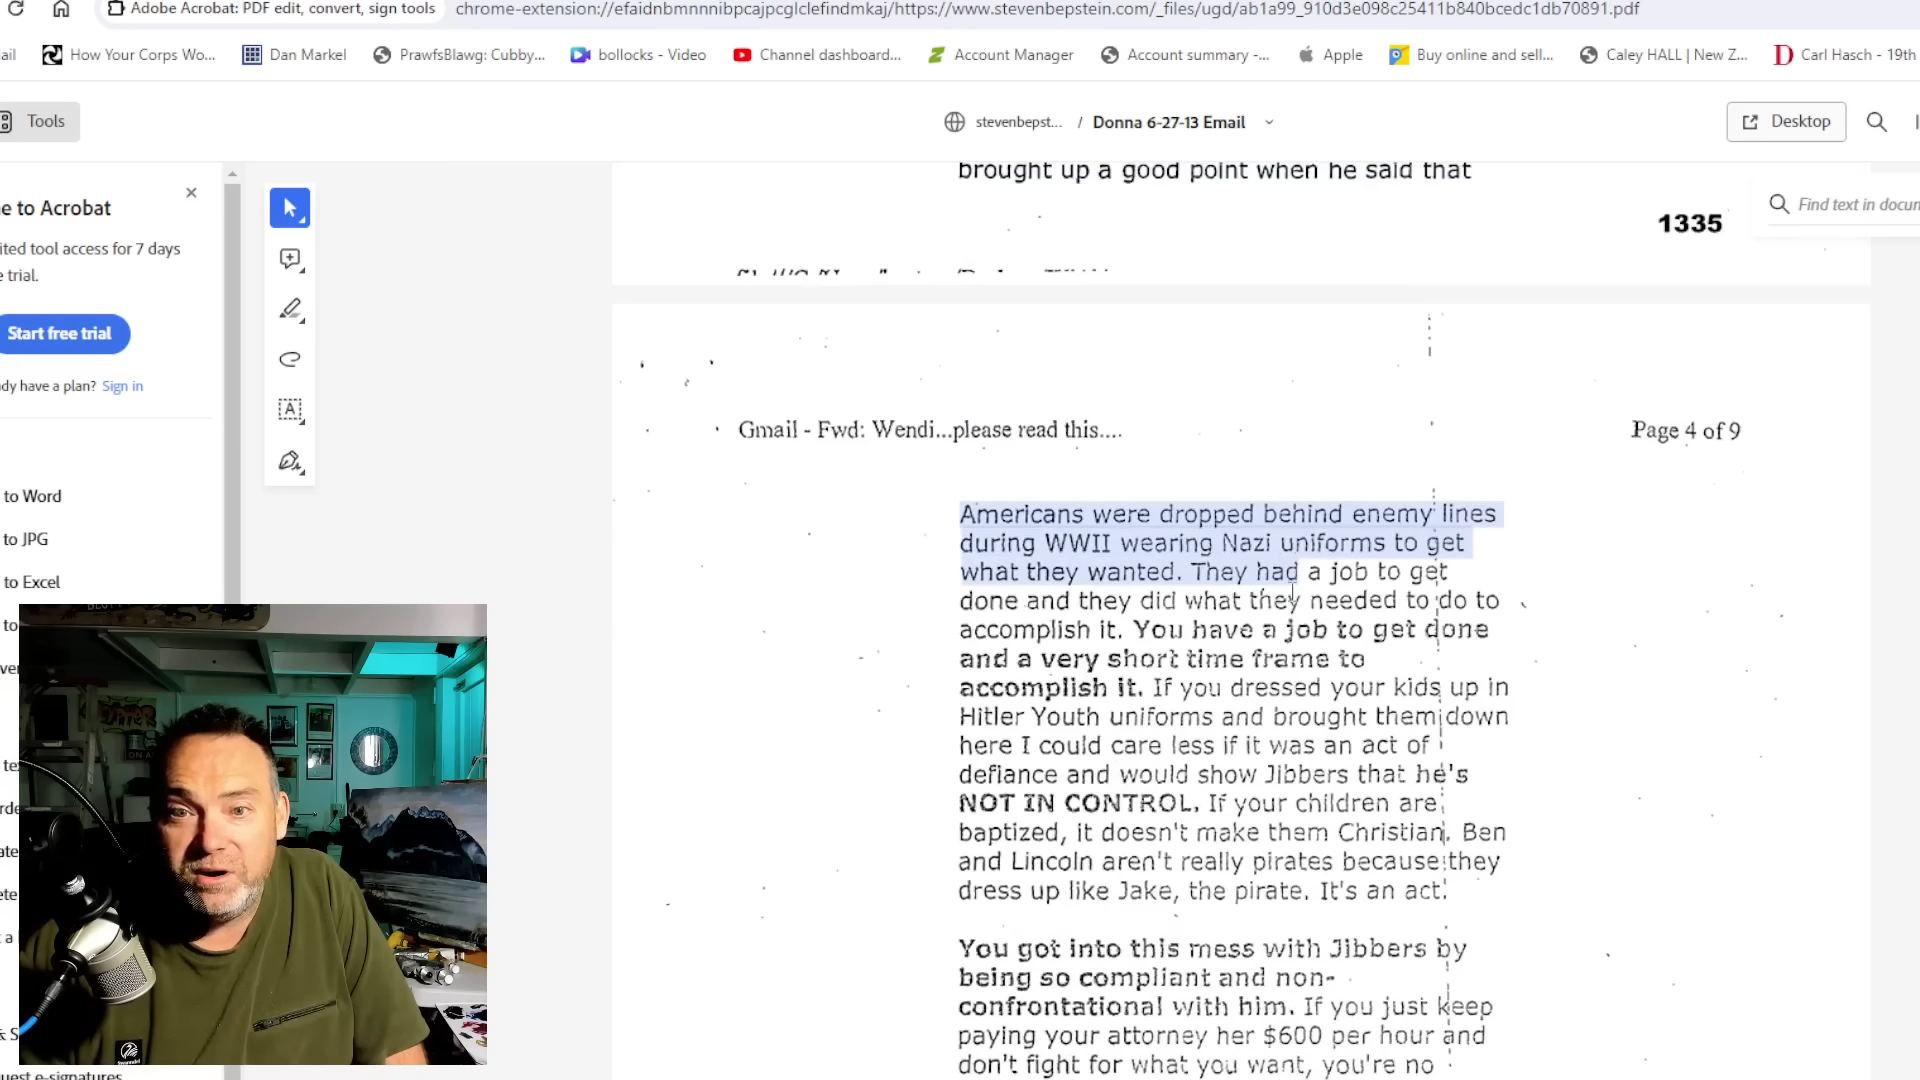 Adobe Acrobat: PDF edit, convert, sign tools
chrome-extension://efaidnbmnnnibpcajpcglclefindmkaj/https://www.stevenbepstein.com/_files/ugd/ab1a99_910d3e098c25411b840bcedc1db70891.pdf
ail
How Your Corps Wo...
Dan Markel
PrawfsBlawg: Cubby,...
bollocks - Video
Channel dashboard...
Account Manager
Account summary -...
Apple
Buy online and sell...
Caley HALL | New Z...
Carl Hasch - 19th
Tools
stevenbepst... / Donna 6-27-13 Email
Desktop
e to Acrobat
ited tool access for 7 days
e trial.
Start free trial
dy have a plan? Sign in
to Word
to JPG
to Excel
to
Find text in docun
brought up a good point when he said that
1335
Gmail - Fwd: Wendi...please read this....
Page 4 of 9
Americans were dropped behind enemy lines
during WWII wearing Nazi uniforms to get
what they wanted. They had a job to get
done and they did what they needed to do to
accomplish it. You have a job to get done
and a very short time frame to
accomplish it. If you dressed your kids up in
Hitler Youth uniforms and brought them down
here I could care less if it was an act of
defiance and would show Jibbers that he's
NOT IN CONTROL. If your children are
baptized, it doesn't make them Christian. Ben
and Lincoln aren't really pirates because they
dress up like Jake, the pirate. It's an act.
You got into this mess with Jibbers by
being so compliant and non-
confrontational with him. If you just keep
paying your attorney her $600 per hour and
don't fight for what you want, you're no
uest e-signatures